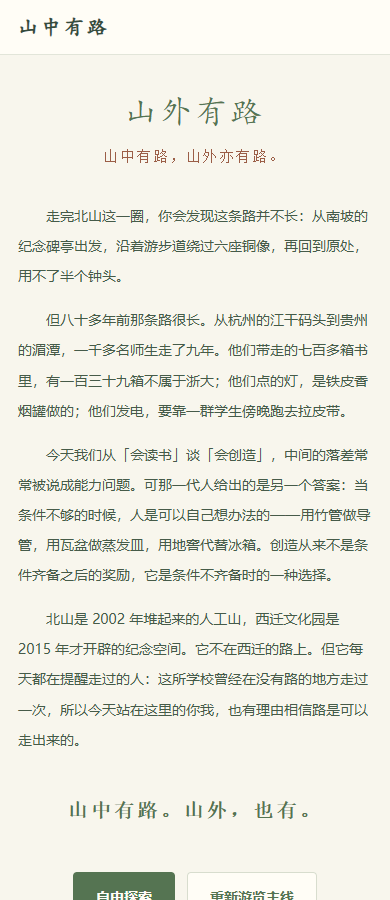 山中有路
山外有路
山中有路，山外亦有路。
走完北山这一圈，你会发现这条路并不长：从南坡的
纪念碑亭出发，沿着游步道绕过六座铜像，再回到原处，
用不了半个钟头。
但八十多年前那条路很长。从杭州的江干码头到贵州
的湄潭，一千多名师生走了九年。他们带走的七百多箱书
里，有一百三十九箱不属于浙大；他们点的灯，是铁皮香
烟罐做的；他们发电，要靠一群学生傍晚跑去拉皮带。
今天我们从「会读书」谈「会创造」，中间的落差常
常被说成能力问题。可那一代人给出的是另一个答案：当
条件不够的时候，人是可以自己想办法的——用竹管做导
管，用瓦盆做蒸发皿，用地窖代替冰箱。创造从来不是条
件齐备之后的奖励，它是条件不齐备时的一种选择。
北山是 2002 年堆起来的人工山，西迁文化园是
2015 年才开辟的纪念空间。它不在西迁的路上。但它每
天都在提醒走过的人：这所学校曾经在没有路的地方走过
一次，所以今天站在这里的你我，也有理由相信路是可以
走出来的。
山中有路。山外，也有。
自由探索
重新游览主线